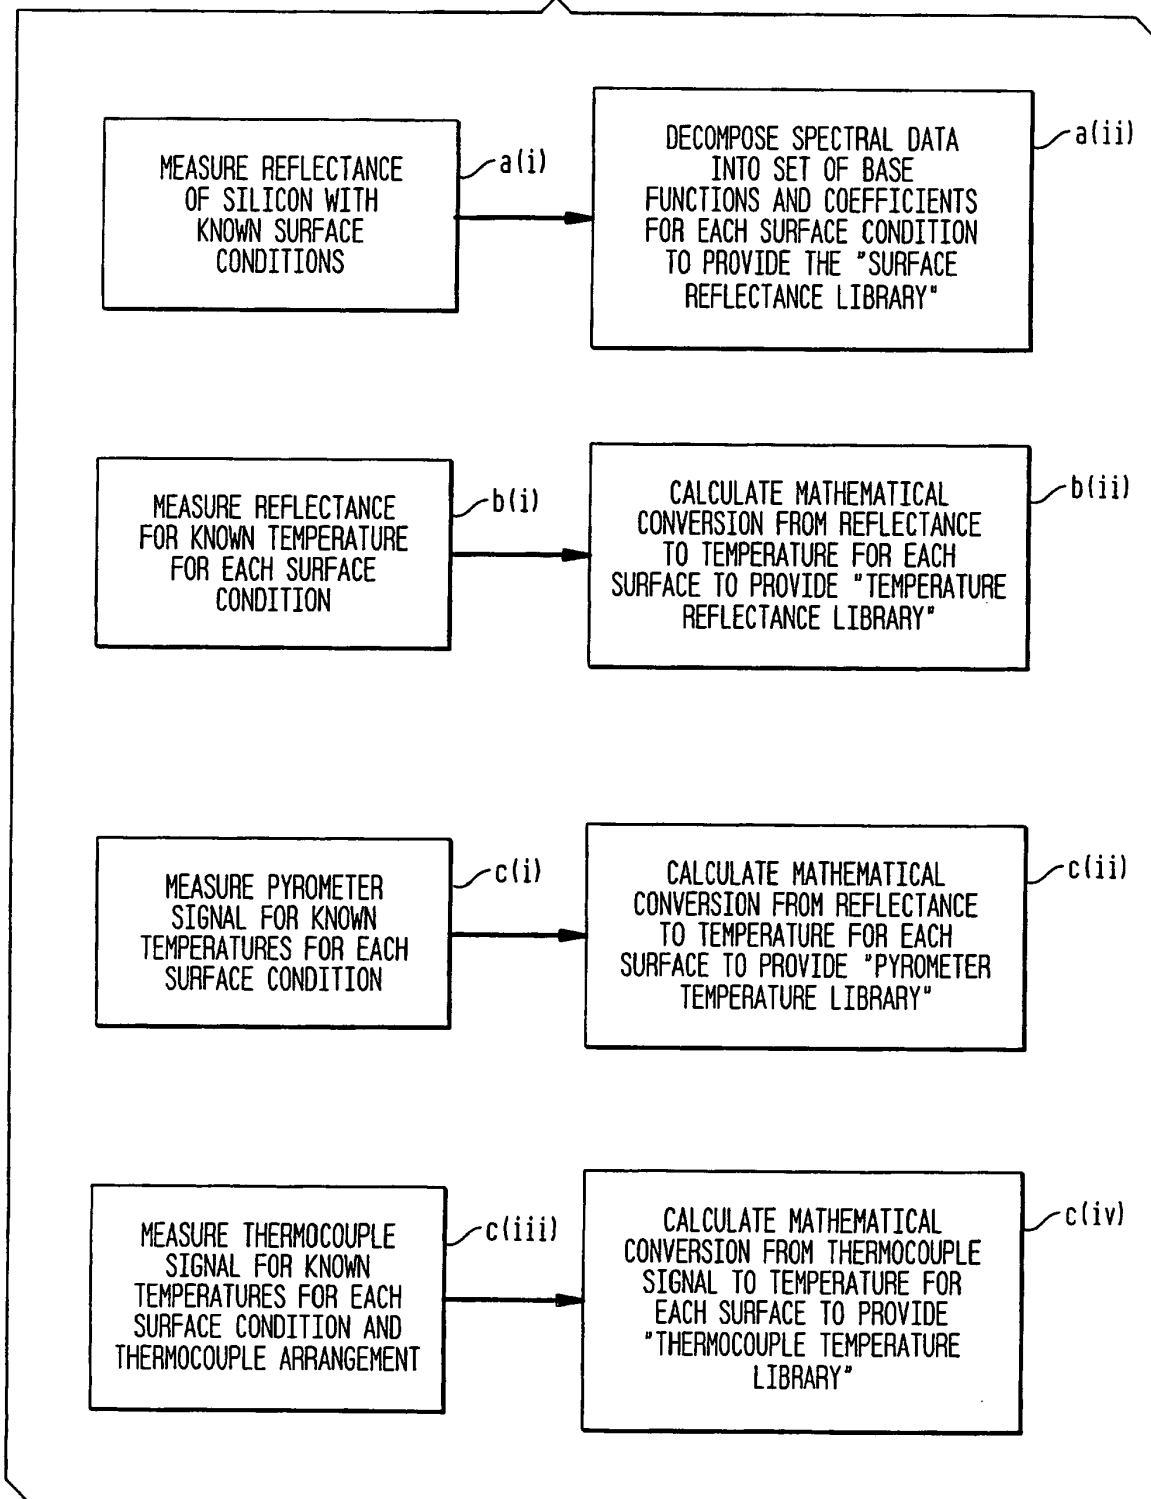 MEASURE REFLECTANCE
OF SILICON WITH
KNOWN SURFACE
CONDITIONS
a(i)
DECOMPOSE SPECTRAL DATA
INTO SET OF BASE
FUNCTIONS AND COEFFICIENTS
FOR EACH SURFACE CONDITION
TO PROVIDE THE "SURFACE
REFLECTANCE LIBRARY"
a(ii)
MEASURE REFLECTANCE
FOR KNOWN TEMPERATURE
FOR EACH SURFACE
CONDITION
b(i)
CALCULATE MATHEMATICAL
CONVERSION FROM REFLECTANCE
TO TEMPERATURE FOR EACH
SURFACE TO PROVIDE "TEMPERATURE
REFLECTANCE LIBRARY"
b(ii)
MEASURE PYROMETER
SIGNAL FOR KNOWN
TEMPERATURES FOR EACH
SURFACE CONDITION
c(i)
CALCULATE MATHEMATICAL
CONVERSION FROM REFLECTANCE
TO TEMPERATURE FOR EACH
SURFACE TO PROVIDE "PYROMETER
TEMPERATURE LIBRARY"
c(ii)
MEASURE THERMOCOUPLE
SIGNAL FOR KNOWN
TEMPERATURES FOR EACH
SURFACE CONDITION AND
THERMOCOUPLE ARRANGEMENT
c(iii)
CALCULATE MATHEMATICAL
CONVERSION FROM THERMOCOUPLE
SIGNAL TO TEMPERATURE FOR
EACH SURFACE TO PROVIDE
"THERMOCOUPLE TEMPERATURE
LIBRARY"
c(iv)